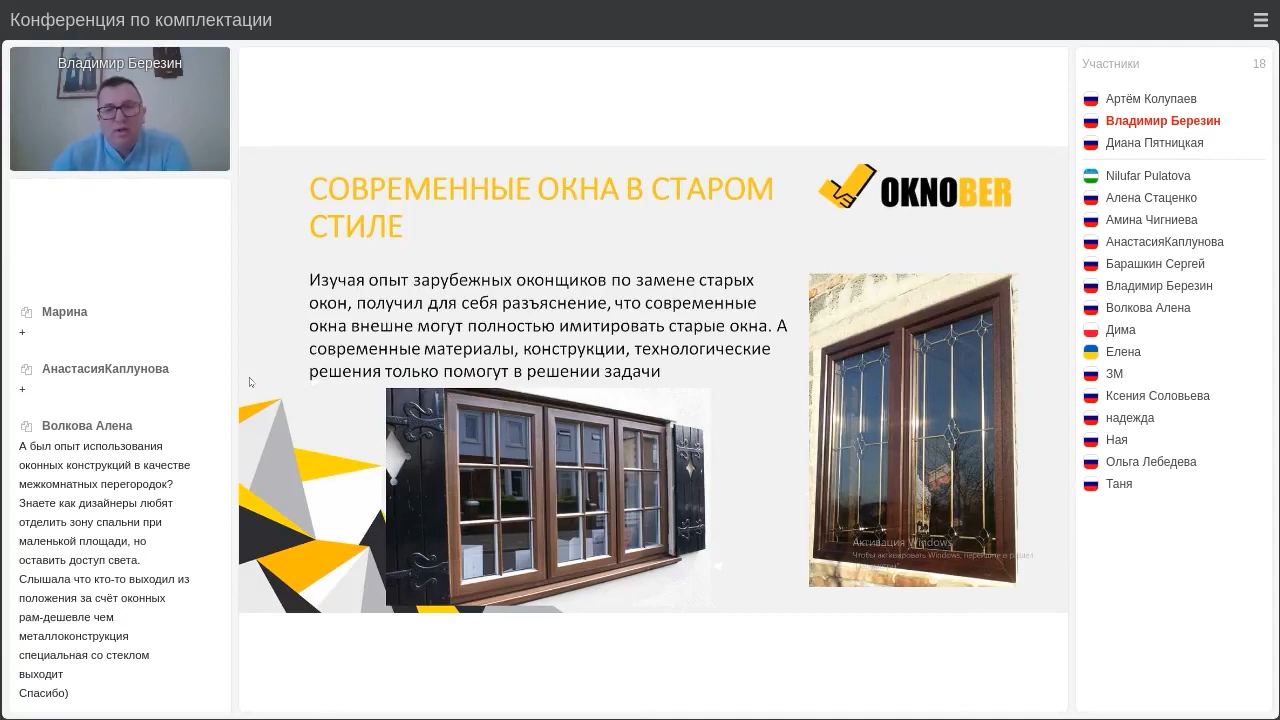 Конференция по комплектации
Владимир Березин
Марина
+
АнастасияКаплунова
+
Волкова Алена
А был опыт использования
оконных конструкций в качестве
межкомнатных перегородок?
Знаете как дизайнеры любят
отделить зону спальни при
маленькой площади, но
оставить доступ света.
Слышала что кто-то выходил из
положения за счёт оконных
рам-дешевле чем
металлоконструкция
специальная со стеклом
выходит
Спасибо)
СОВРЕМЕННЫЕ ОКНА В СТАРОМ
СТИЛЕ
OKNOBER
Изучая опыт зарубежных оконщиков по замене старых
окон, получил для себя разъяснение, что современные
окна внешне могут полностью имитировать старые окна. А
современные материалы, конструкции, технологические
решения только помогут в решении задачи
Активация Windows
Чтобы активировать Windows, перейдите в раздел
Участники 18
Артём Колупаев
Владимир Березин
Диана Пятницкая
Nilufar Pulatova
Алена Стаценко
Амина Чигниева
АнастасияКаплунова
Барашкин Сергей
Владимир Березин
Волкова Алена
Дима
Елена
ЗМ
Ксения Соловьева
надежда
Ная
Ольга Лебедева
Таня